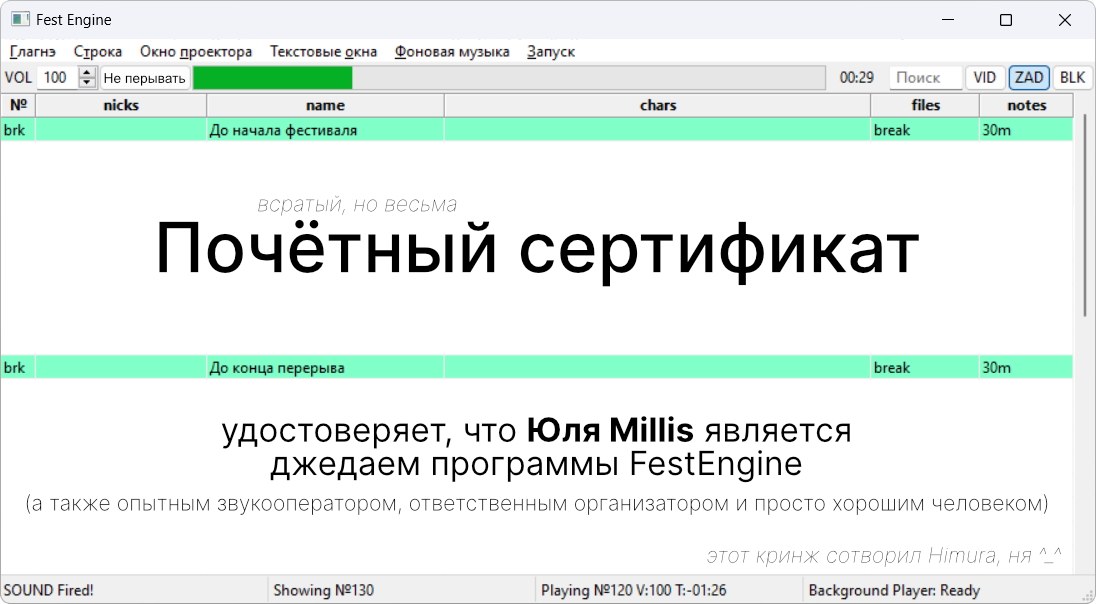 Fest Engine
Глагнэ Строка Окно проектора Текстовые окна Фоновая музыка Запуск
VOL 100 Не перывать 00:29 Поиск VID ZAD BLK
№ nicks name chars files notes
brk До начала фестиваля break 30m
всратый, но весьма
Почётный сертификат
brk До конца перерыва break 30m
удостоверяет, что Юля Millis является
джедаем программы FestEngine
(а также опытным звукооператором, ответственным организатором и просто хорошим человеком)
этот кринж сотворил Himura, ня ^_^
SOUND Fired! Showing №130 Playing №120 V:100 T:-01:26 Background Player: Ready